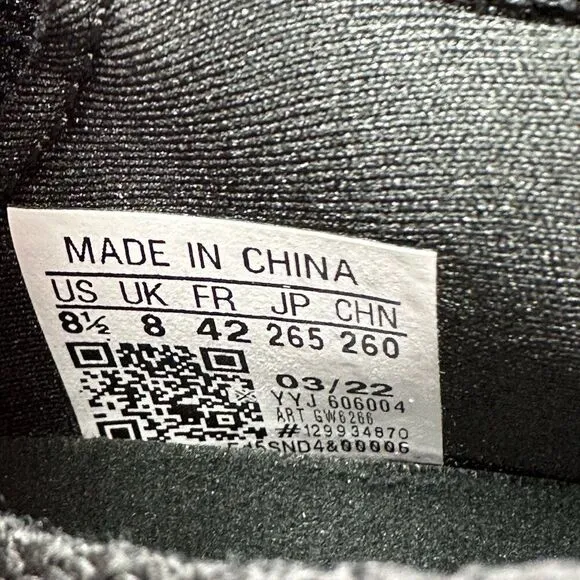 MADE IN CHINA
US UK FR JP CHN
8½ 8 42 265 260
03/22
YYJ 606004
ART GW6266
#129934870